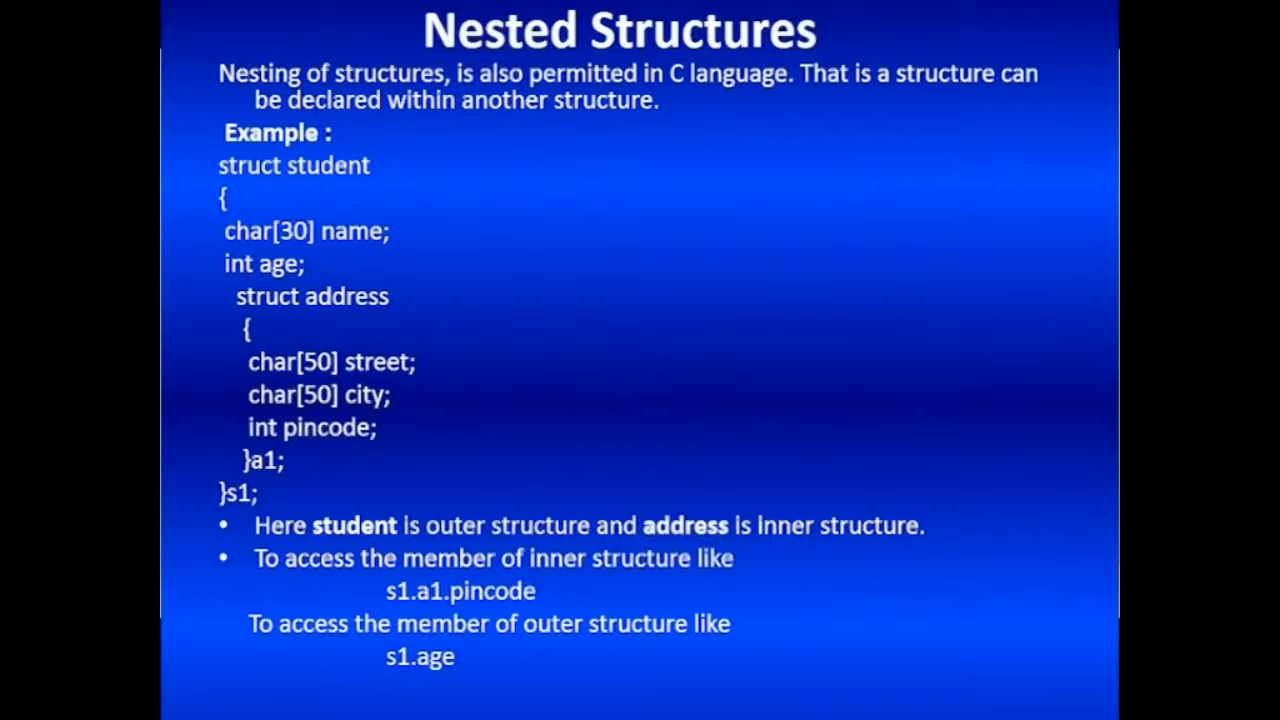 Nested Structures
Nesting of structures, is also permitted in C language. That is a structure can
be declared within another structure.
Example :
struct student
{
char[30] name;
int age;
struct address
{
char[50] street;
char[50] city;
int pincode;
}a1;
}s1;
• Here student is outer structure and address is inner structure.
• To access the member of inner structure like
s1.a1.pincode
To access the member of outer structure like
s1.age